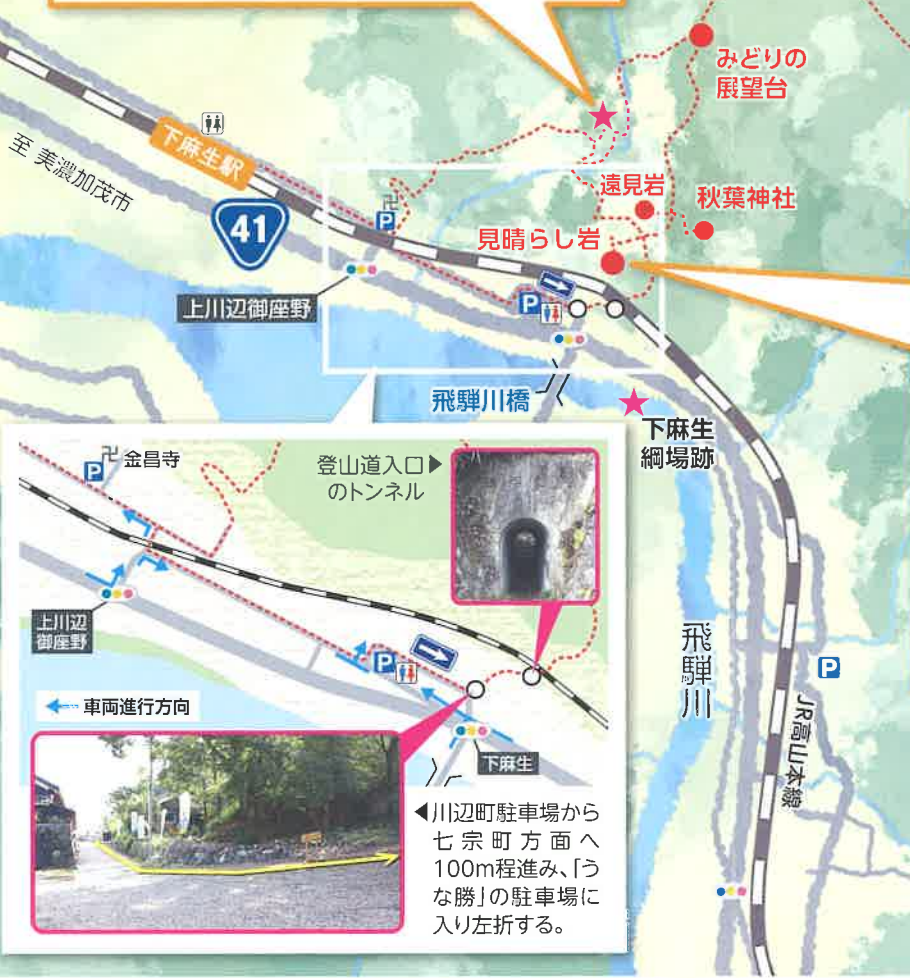 みどりの
展望台
下麻生駅
至 美濃加茂市
遠見岩
秋葉神社
41
P
見晴らし岩
P
上川辺御座野
飛騨川橋
下麻生
綱場跡
金昌寺
P
登山道入口▶
のトンネル
上川辺
御座野
P
飛騨川
P
車両進行方向
JR高山本線
下麻生
◀川辺町駐車場から
七宗町方面へ
100m程進み、「う
な勝」の駐車場に
入り左折する。